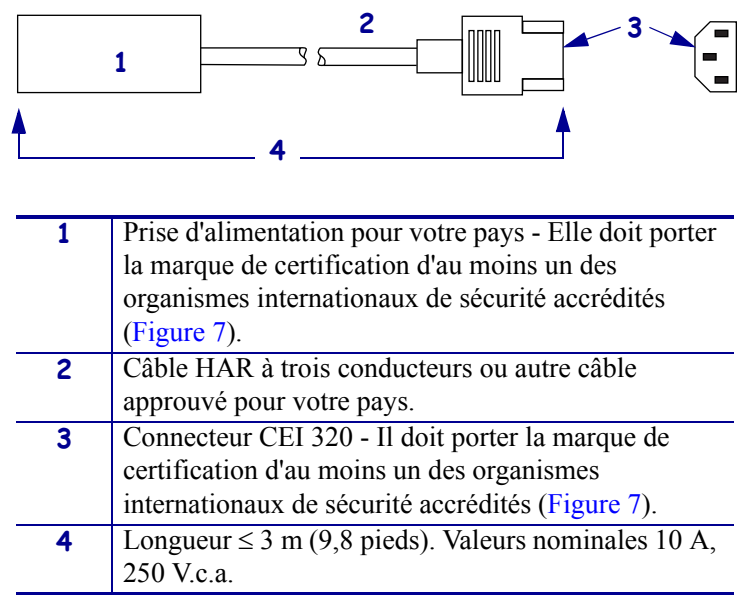 2
3
1
4
1 Prise d'alimentation pour votre pays - Elle doit porter
la marque de certification d'au moins un des
organismes internationaux de sécurité accrédités
(Figure 7).
2 Câble HAR à trois conducteurs ou autre câble
approuvé pour votre pays.
3 Connecteur CEI 320 - Il doit porter la marque de
certification d'au moins un des organismes
internationaux de sécurité accrédités (Figure 7).
4 Longueur ≤ 3 m (9,8 pieds). Valeurs nominales 10 A,
250 V.c.a.